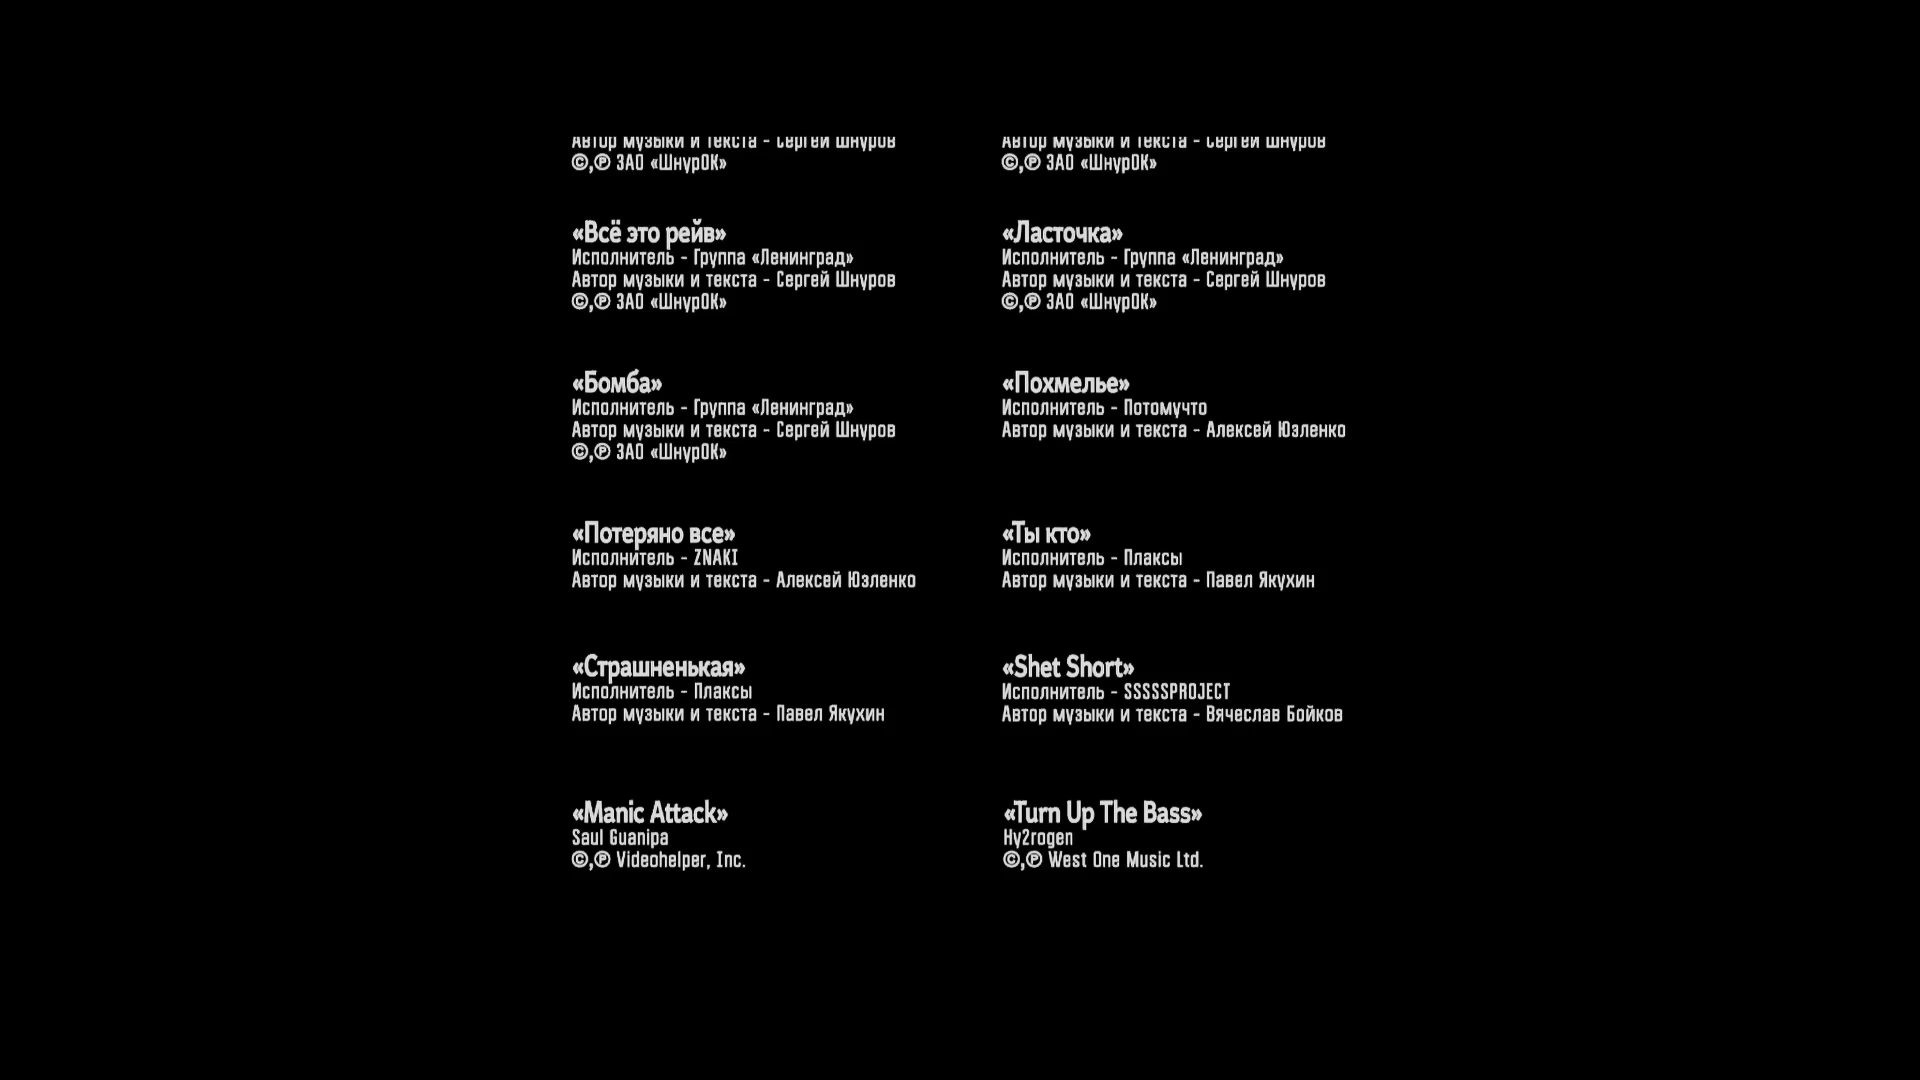 Автор музыки и текста - Сергей Шнуров
©,℗ ЗАО «ШнурОК»
«Всё это рейв»
Исполнитель - Группа «Ленинград»
Автор музыки и текста - Сергей Шнуров
©,℗ ЗАО «ШнурОК»
«Бомба»
Исполнитель - Группа «Ленинград»
Автор музыки и текста - Сергей Шнуров
©,℗ ЗАО «ШнурОК»
«Потеряно все»
Исполнитель - ZNAKI
Автор музыки и текста - Алексей Юзленко
«Страшненькая»
Исполнитель - Плаксы
Автор музыки и текста - Павел Якухин
«Manic Attack»
Saul Guanipa
©,℗ Videohelper, Inc.
Автор музыки и текста - Сергей Шнуров
©,℗ ЗАО «ШнурОК»
«Ласточка»
Исполнитель - Группа «Ленинград»
Автор музыки и текста - Сергей Шнуров
©,℗ ЗАО «ШнурОК»
«Похмелье»
Исполнитель - Потомучто
Автор музыки и текста - Алексей Юзленко
«Ты кто»
Исполнитель - Плаксы
Автор музыки и текста - Павел Якухин
«Shet Short»
Исполнитель - SSSSSPROJECT
Автор музыки и текста - Вячеслав Бойков
«Turn Up The Bass»
Hy2rogen
©,℗ West One Music Ltd.